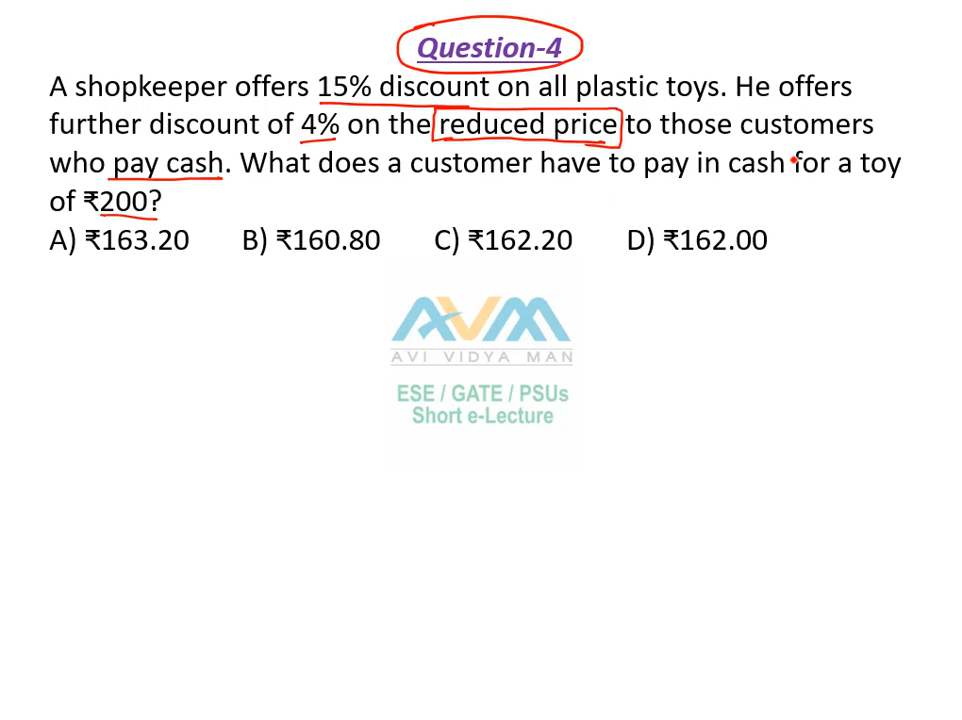 Question-4
A shopkeeper offers 15% discount on all plastic toys. He offers
further discount of 4% on the reduced price to those customers
who pay cash. What does a customer have to pay in cash for a toy
of ₹200?
A) ₹163.20 B) ₹160.80 C) ₹162.20 D) ₹162.00
AVM
AVI VIDYA MAN
ESE / GATE / PSUs
Short e-Lecture